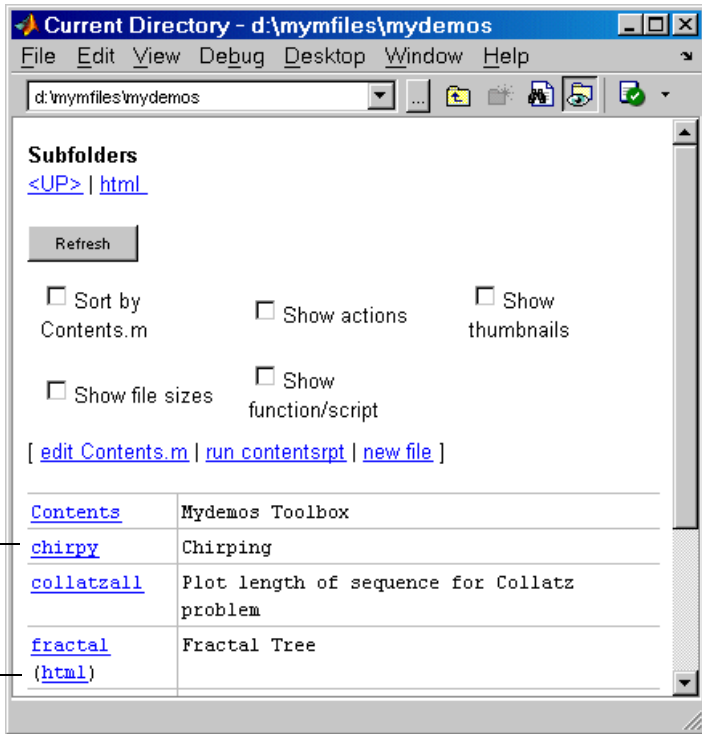 Current Directory - d:\mymfiles\mydemos
File Edit View Debug Desktop Window Help
d:\mymfiles\mydemos
...
Subfolders
<UP> | html
Refresh
Sort by Contents.m
Show actions
Show thumbnails
Show file sizes
Show function/script
[ edit Contents.m | run contentsrpt | new file ]
Contents Mydemos Toolbox
chirpy Chirping
collatzall Plot length of sequence for Collatz
problem
fractal Fractal Tree
(html)